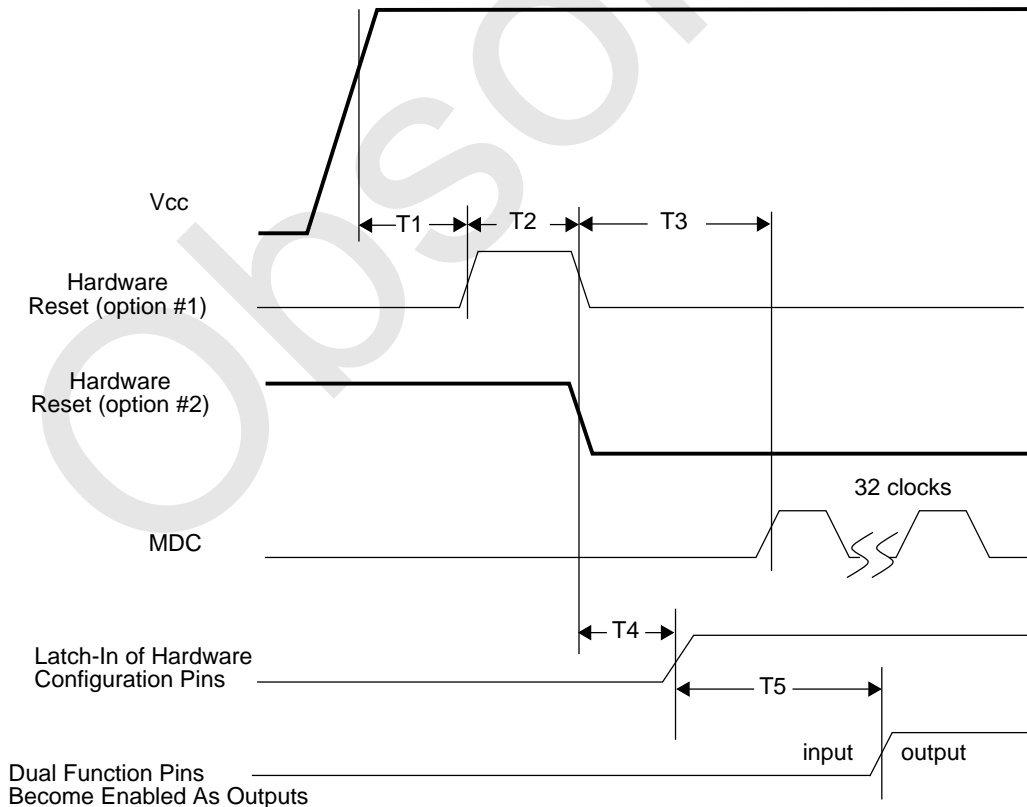 Obsol
Vcc
T1
T2
T3
Hardware
Reset (option #1)
Hardware
Reset (option #2)
32 clocks
MDC
T4
Latch-In of Hardware
Configuration Pins
T5
input
output
Dual Function Pins
Become Enabled As Outputs